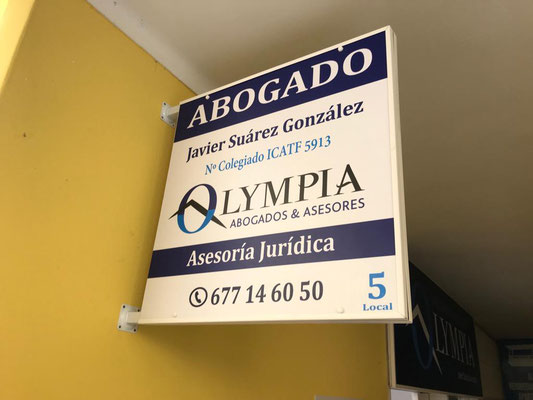 ABOGADO
Javier Suárez González
Nº Colegiado ICATF 5913
OLYMPIA
ABOGADOS & ASESORES
Asesoría Jurídica
677 14 60 50
5
Local
OLYMPIA